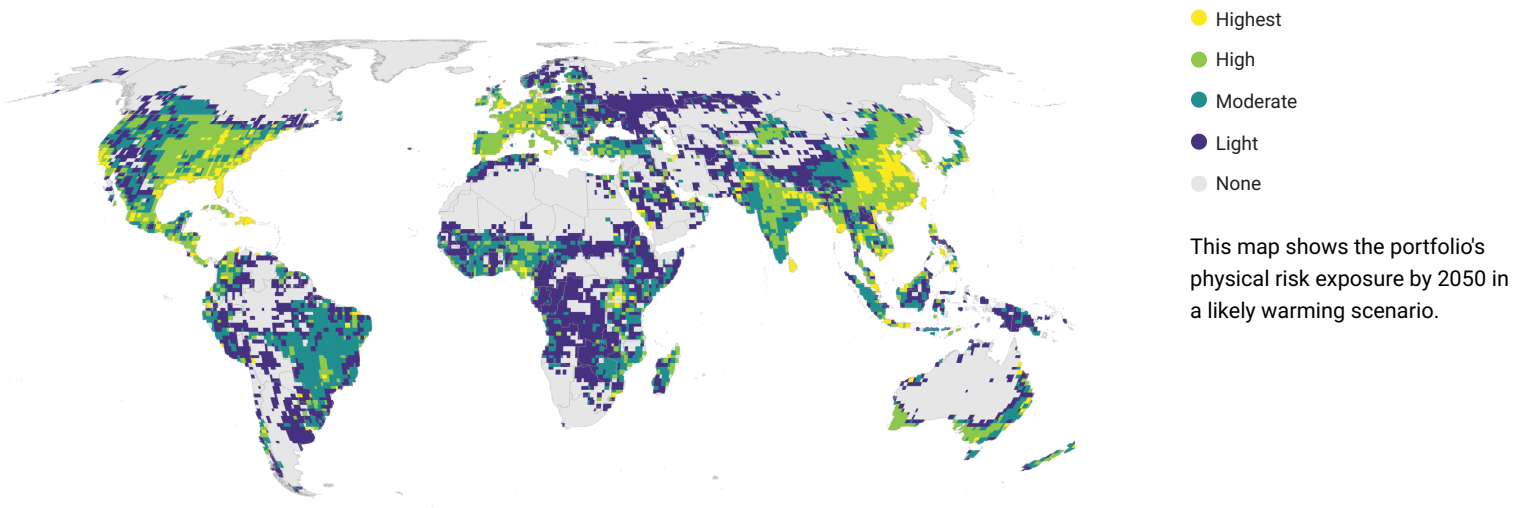 Highest
High
Moderate
Light
None
This map shows the portfolio's
physical risk exposure by 2050 in
a likely warming scenario.